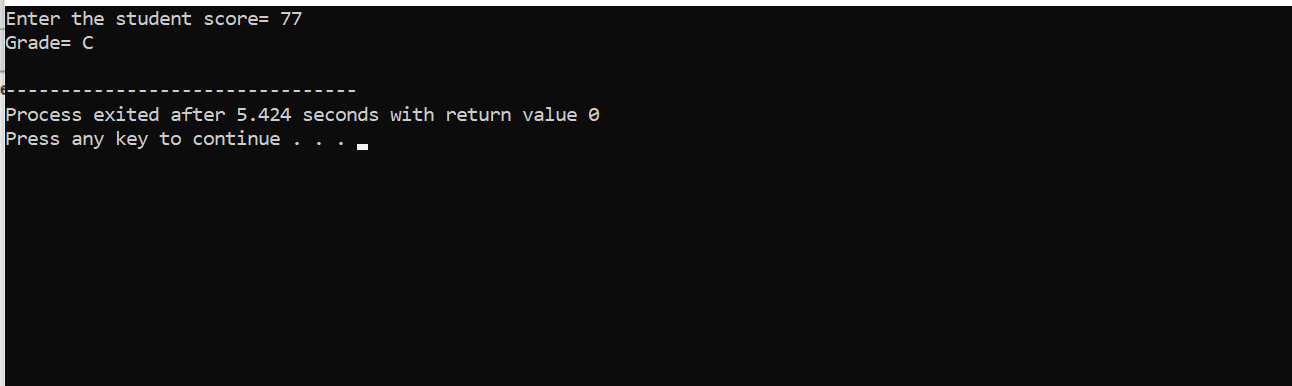 Enter the student score= 77
Grade= C
--------------------------------
Process exited after 5.424 seconds with return value 0
Press any key to continue . . .